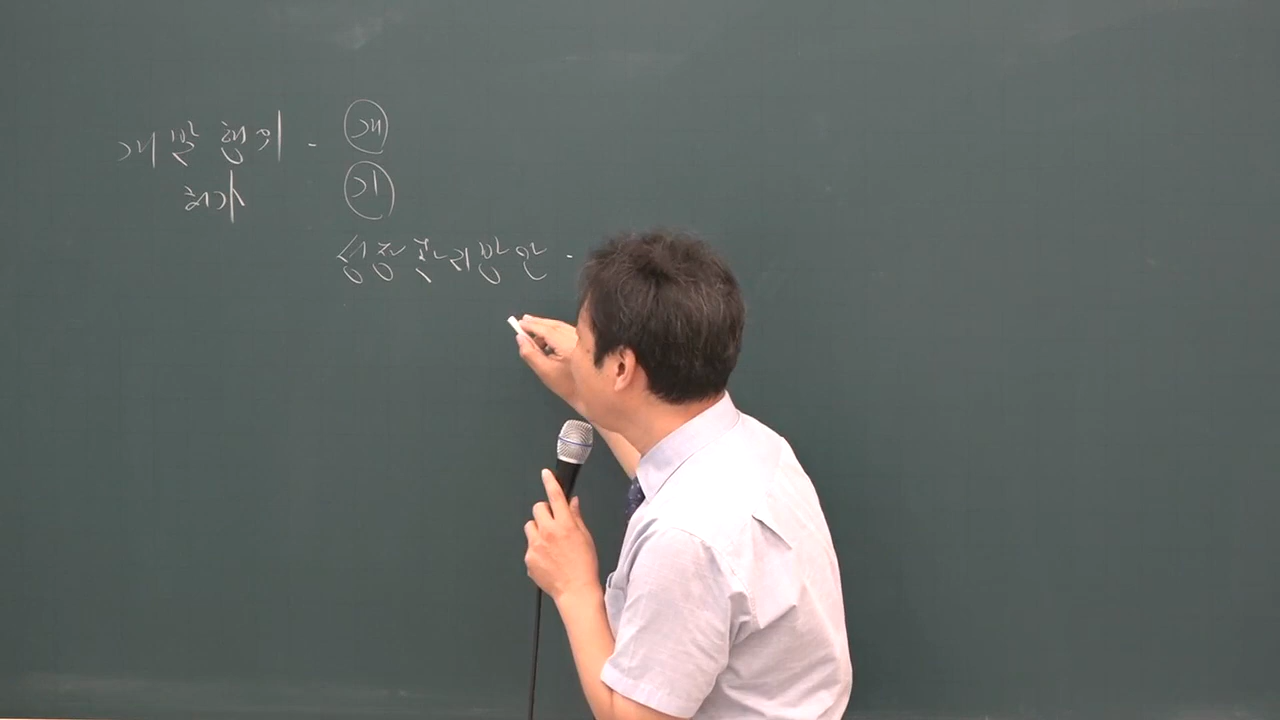 개발행위 - 개
허가 기
성장관리방안 -